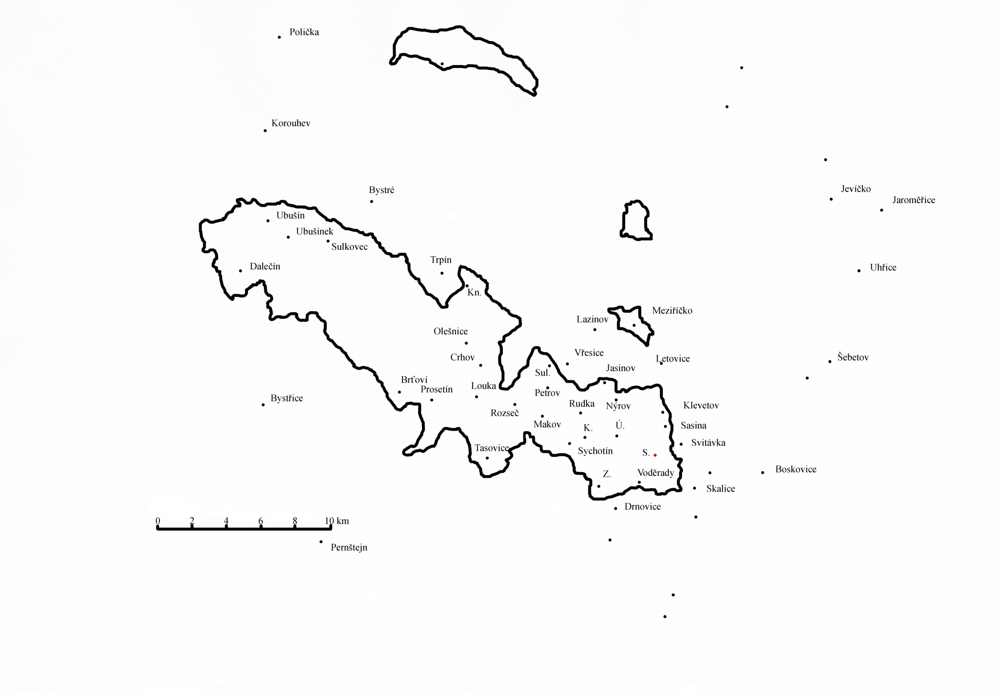 Polička
Korouhev
Bystré
Jevíčko
Jaroměřice
Ubušín
Ubušínek
Sulkovec
Trpín
Dalečín
Uhřice
Kn.
Meziříčko
Lazinov
Olešnice
Vřesice
Crhov
Letovice
Šebetov
Jasinov
Sul.
Brťoví
Louka
Prosetín
Petrov
Bystřice
Rudka
Nýrov
Klevetov
Rozseč
Makov
K.
Ú.
Sasina
Svitávka
Tasovice
Sychotín
S.
Boskovice
Z.
Voděrady
Skalice
Drnovice
0 2 4 6 8 10 km
Pernštejn